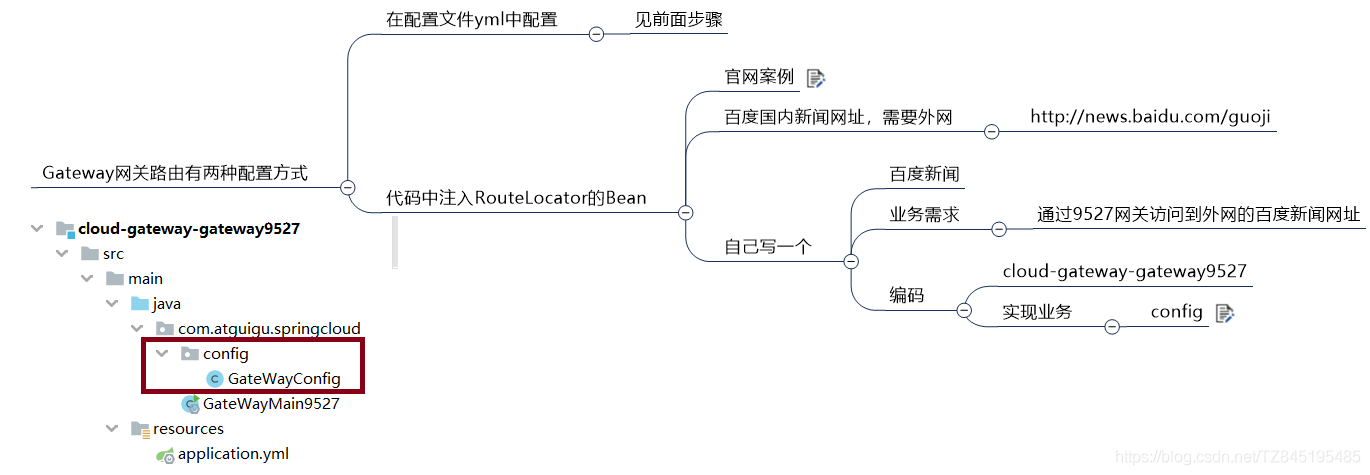 在配置文件yml中配置
见前面步骤
官网案例
百度国内新闻网址，需要外网
http://news.baidu.com/guoji
Gateway网关路由有两种配置方式
代码中注入RouteLocator的Bean
百度新闻
业务需求
通过9527网关访问到外网的百度新闻网址
自己写一个
cloud-gateway-gateway9527
编码
实现业务
config
cloud-gateway-gateway9527
src
main
java
com.atguigu.springcloud
config
GateWayConfig
GateWayMain9527
resources
application.yml
https://blog.csdn.net/TZ845195485